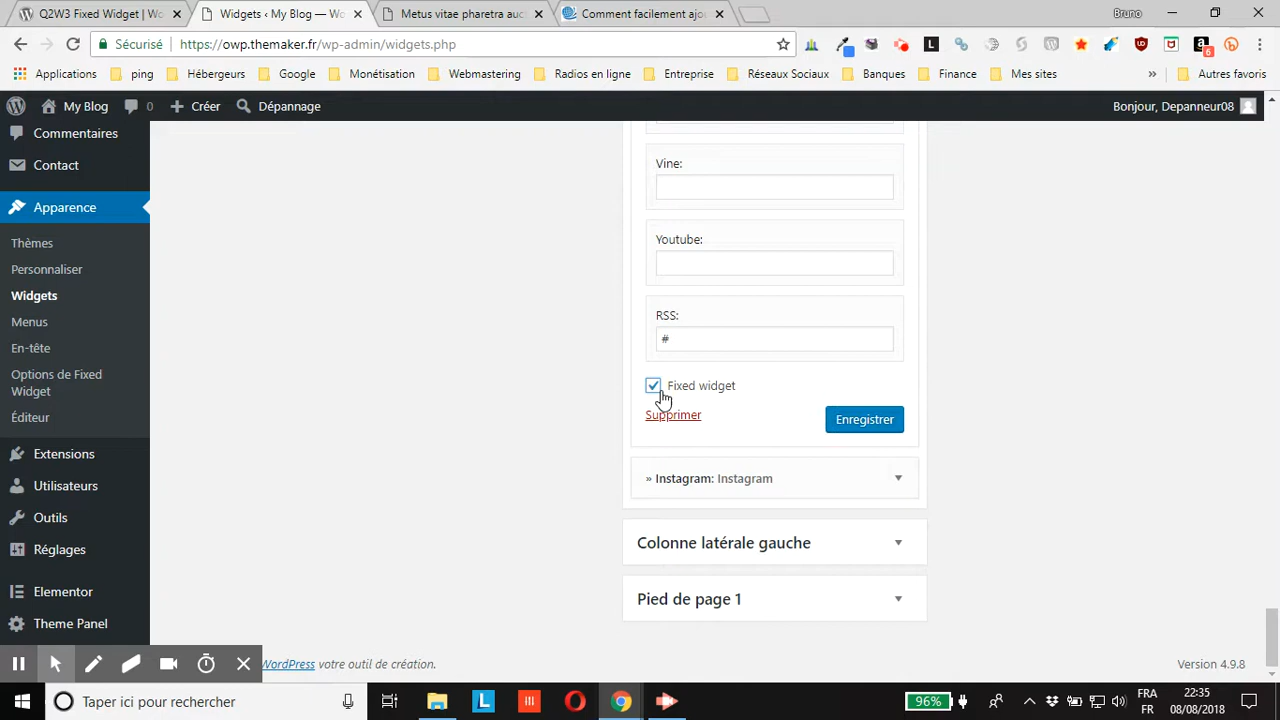 Q2W3 Fixed Widget | Wor
Widgets ‹ My Blog — Wo
Metus vitae pharetra auc
Comment facilement ajo
Bruno
Sécurisé
https://qvp.themaker.fr/wp-admin/widgets.php
L
6
Applications
ping
Hébergeurs
Google
Monétisation
Webmastering
Radios en ligne
Entreprise
Réseaux Sociaux
Banques
Finance
Mes sites
»
Autres favoris
My Blog
0
Créer
Dépannage
Bonjour, Depanneur08
Commentaires
Contact
Apparence
Thèmes
Personnaliser
Widgets
Menus
En-tête
Options de Fixed
Widget
Éditeur
Extensions
Utilisateurs
Outils
Réglages
Elementor
Theme Panel
Vine:
Youtube:
RSS:
#
Fixed widget
Supprimer
Enregistrer
» Instagram: Instagram
Colonne latérale gauche
Pied de page 1
WordPress votre outil de création.
Version 4.9.8
Taper ici pour rechercher
L
96%
FRA
FR
22:35
08/08/2018